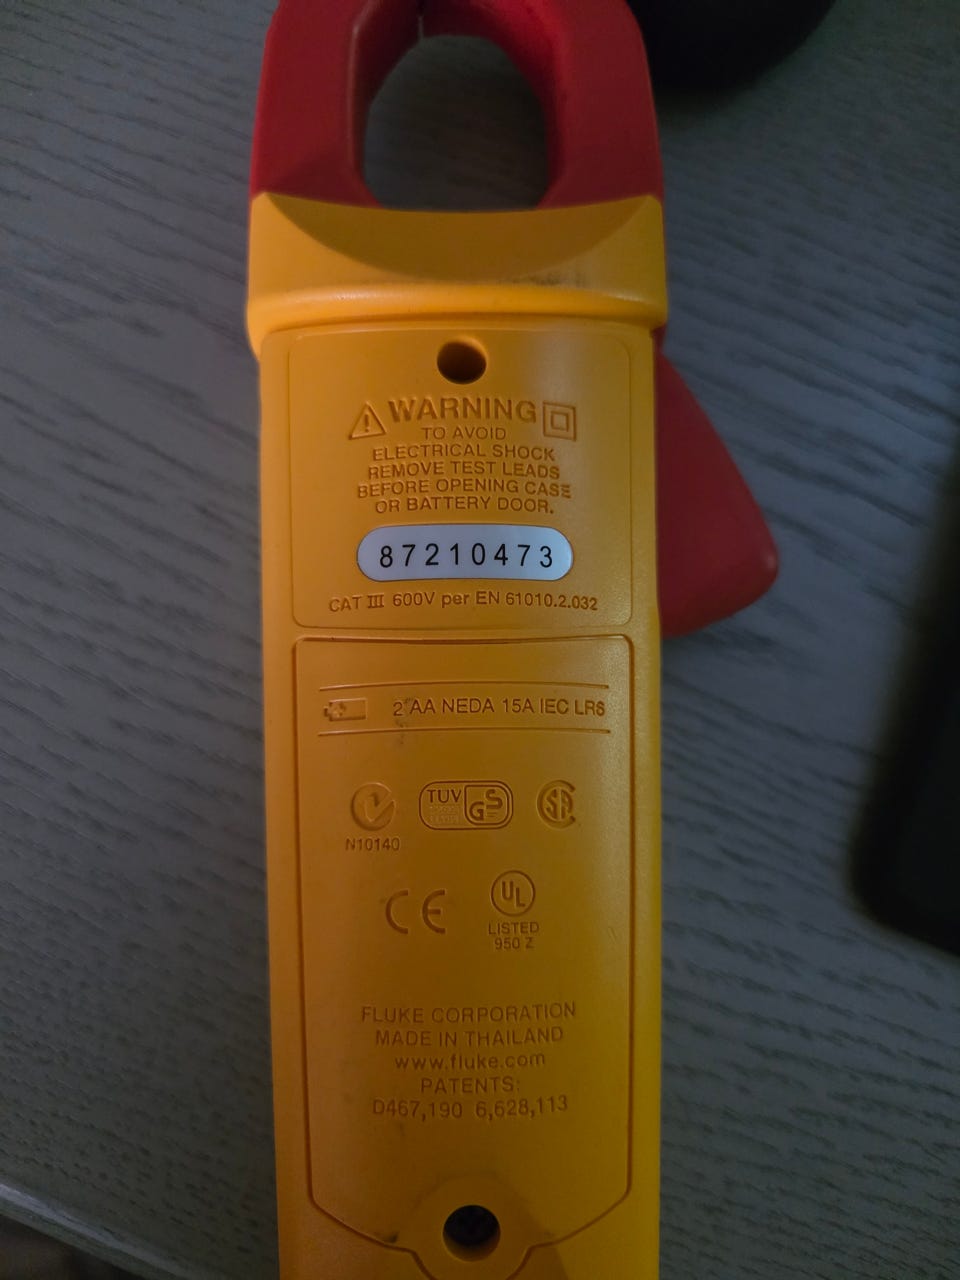 WARNING
TO AVOID
ELECTRICAL SHOCK
REMOVE TEST LEADS
BEFORE OPENING CASE
OR BATTERY DOOR.
87210473
CAT III 600V per EN 61010.2.032
2 AA NEDA 15A IEC LR6
TUV GS SA
N10140
CE UL
LISTED
950 Z
FLUKE CORPORATION
MADE IN THAILAND
www.fluke.com
PATENTS:
D467,190 6,628,113